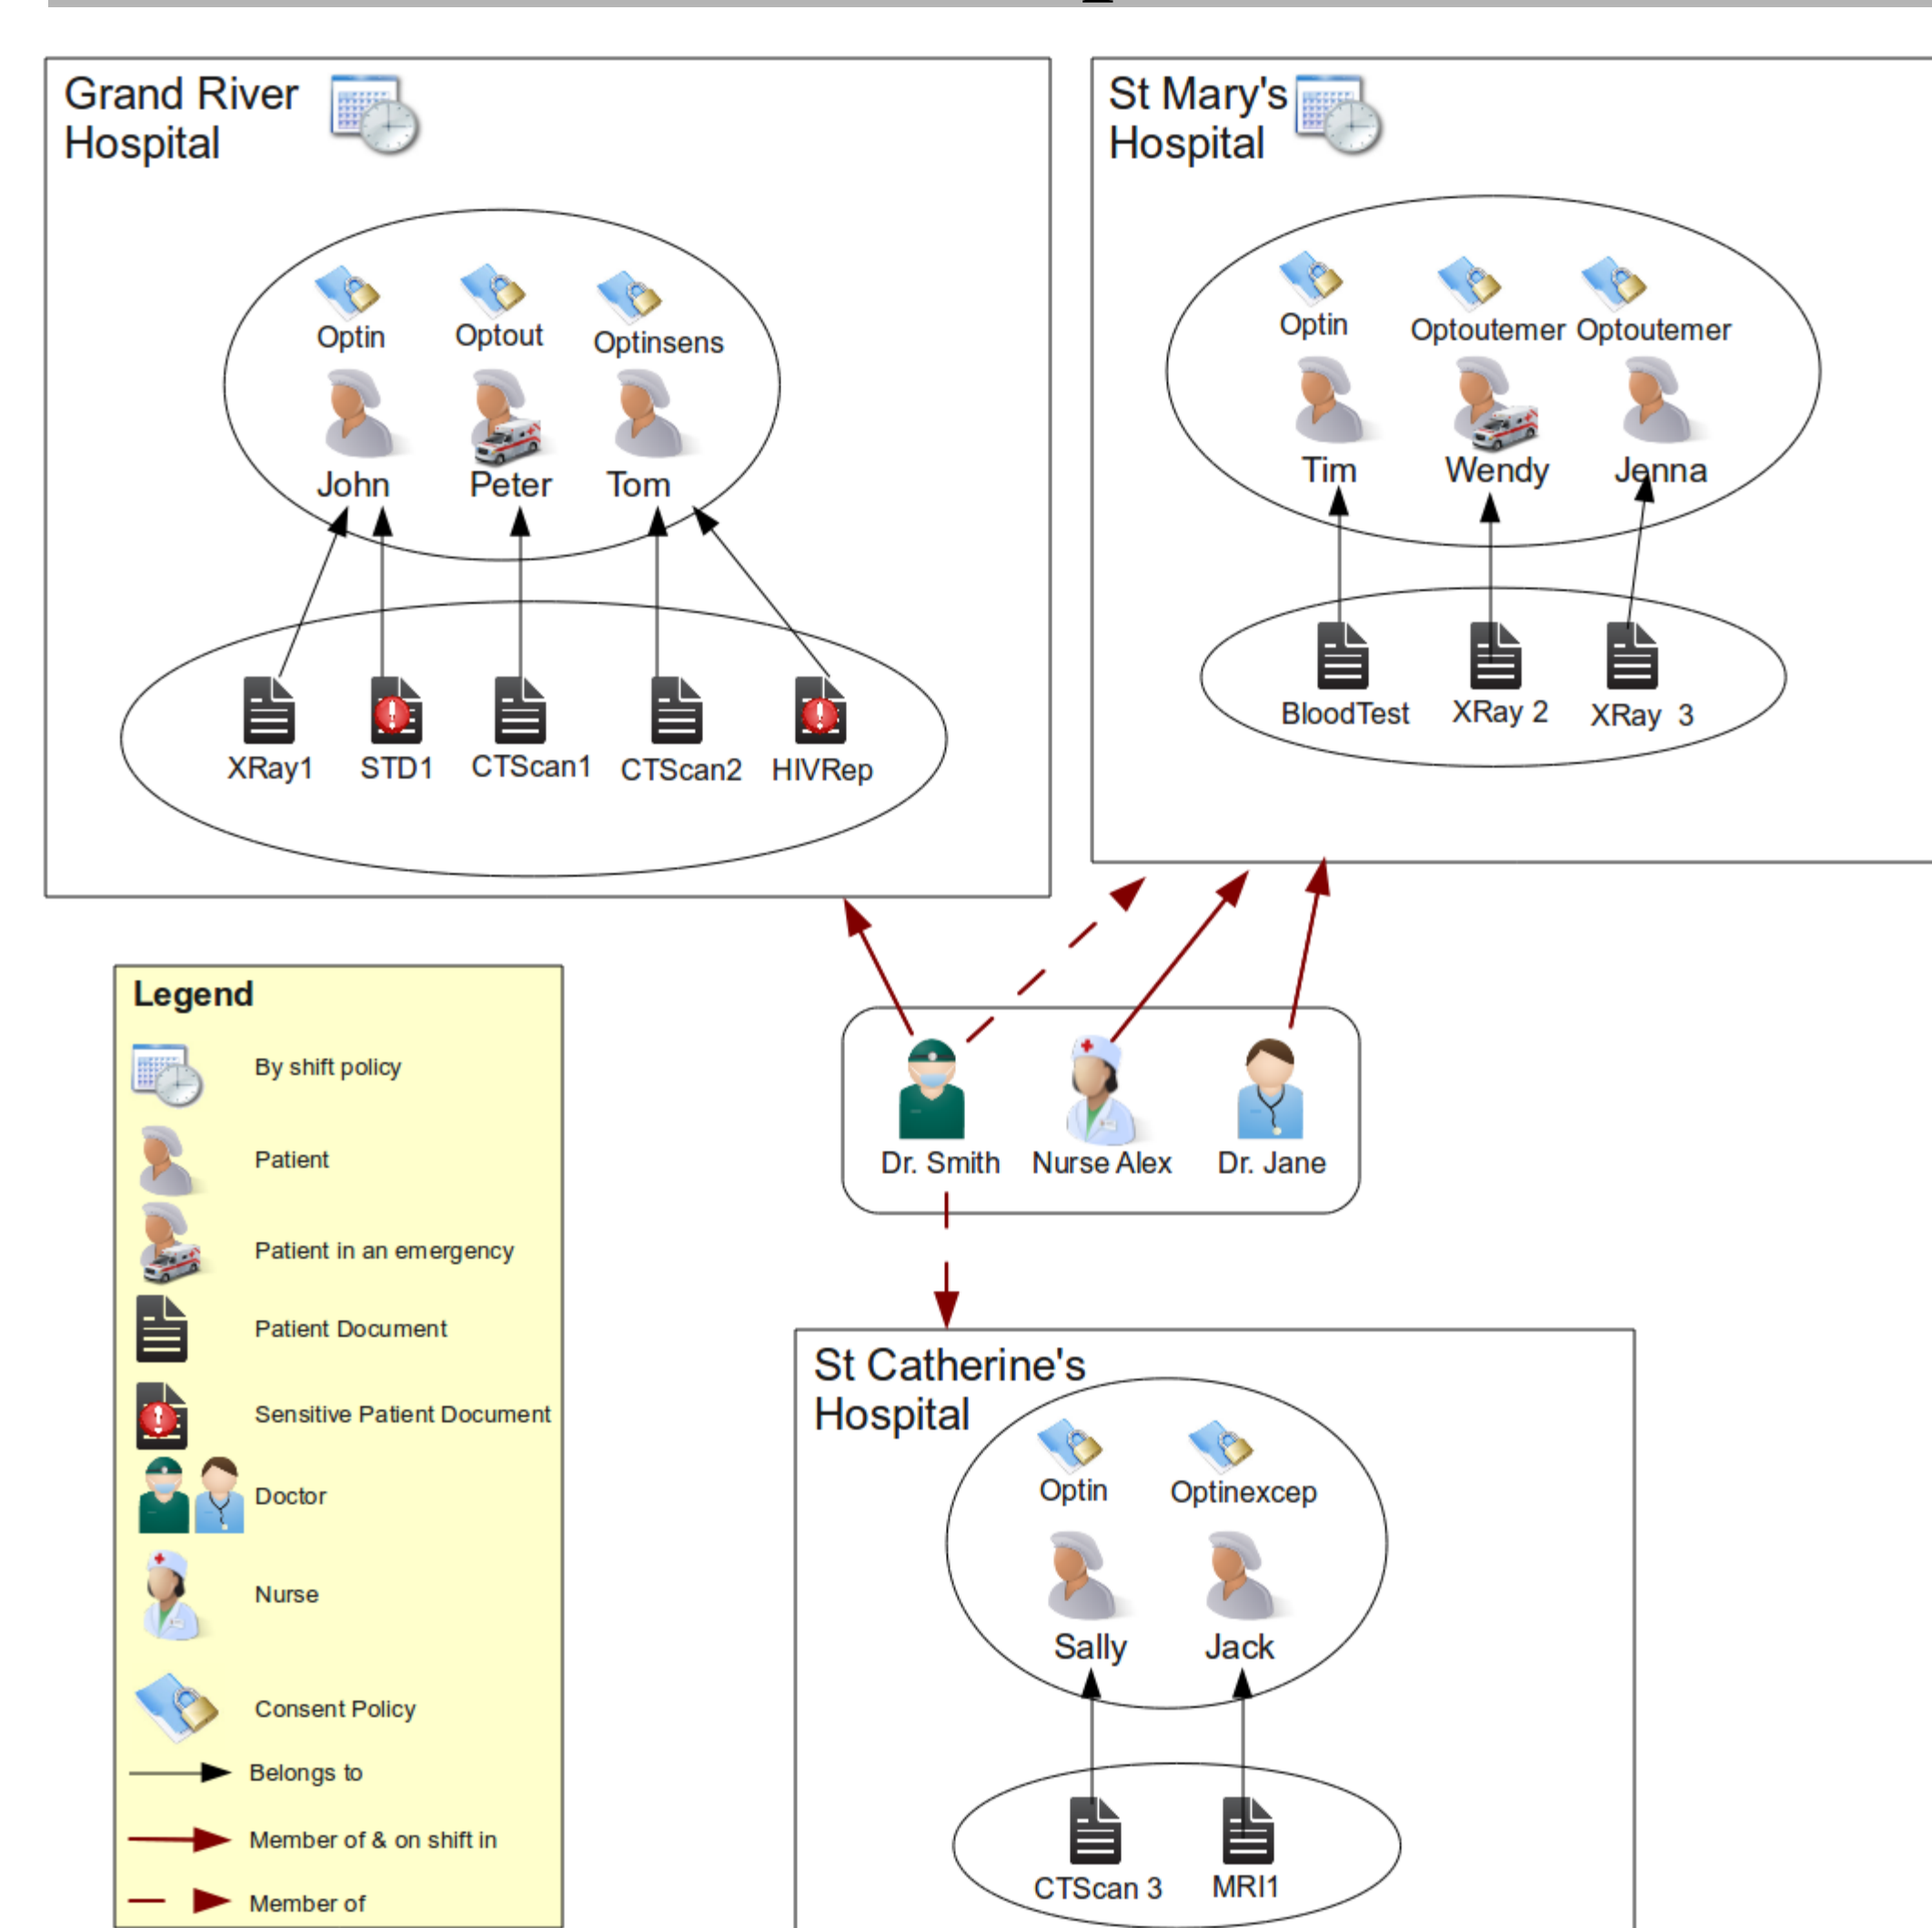 Grand River
Hospital
St Mary's
Hospital
Optin
Optout
Optinsens
John
Peter
Tom
XRay1
STD1
CTScan1
CTScan2
HIVRep
Optin
Optoutemer
Optoutemer
Tim
Wendy
Jenna
BloodTest
XRay 2
XRay 3
Dr. Smith
Nurse Alex
Dr. Jane
Legend
By shift policy
Patient
Patient in an emergency
Patient Document
Sensitive Patient Document
Doctor
Nurse
Consent Policy
Belongs to
Member of & on shift in
Member of
St Catherine's
Hospital
Optin
Optinexcep
Sally
Jack
CTScan 3
MRI1